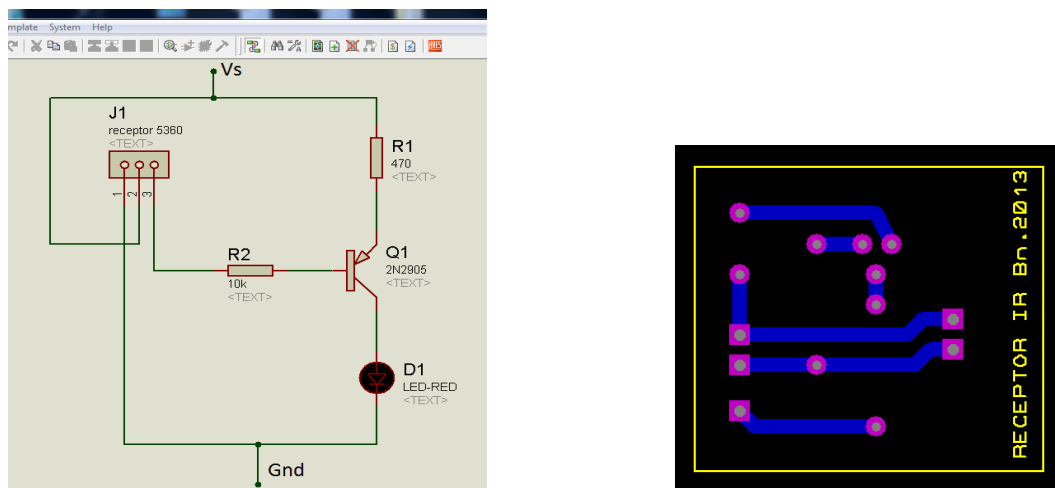 mplate System Help
Vs
J1
receptor 5360
<TEXT>
1 2 3
R1
470
<TEXT>
R2
10k
<TEXT>
Q1
2N2905
<TEXT>
D1
LED-RED
<TEXT>
Gnd
RECEPTOR IR Bn.2013